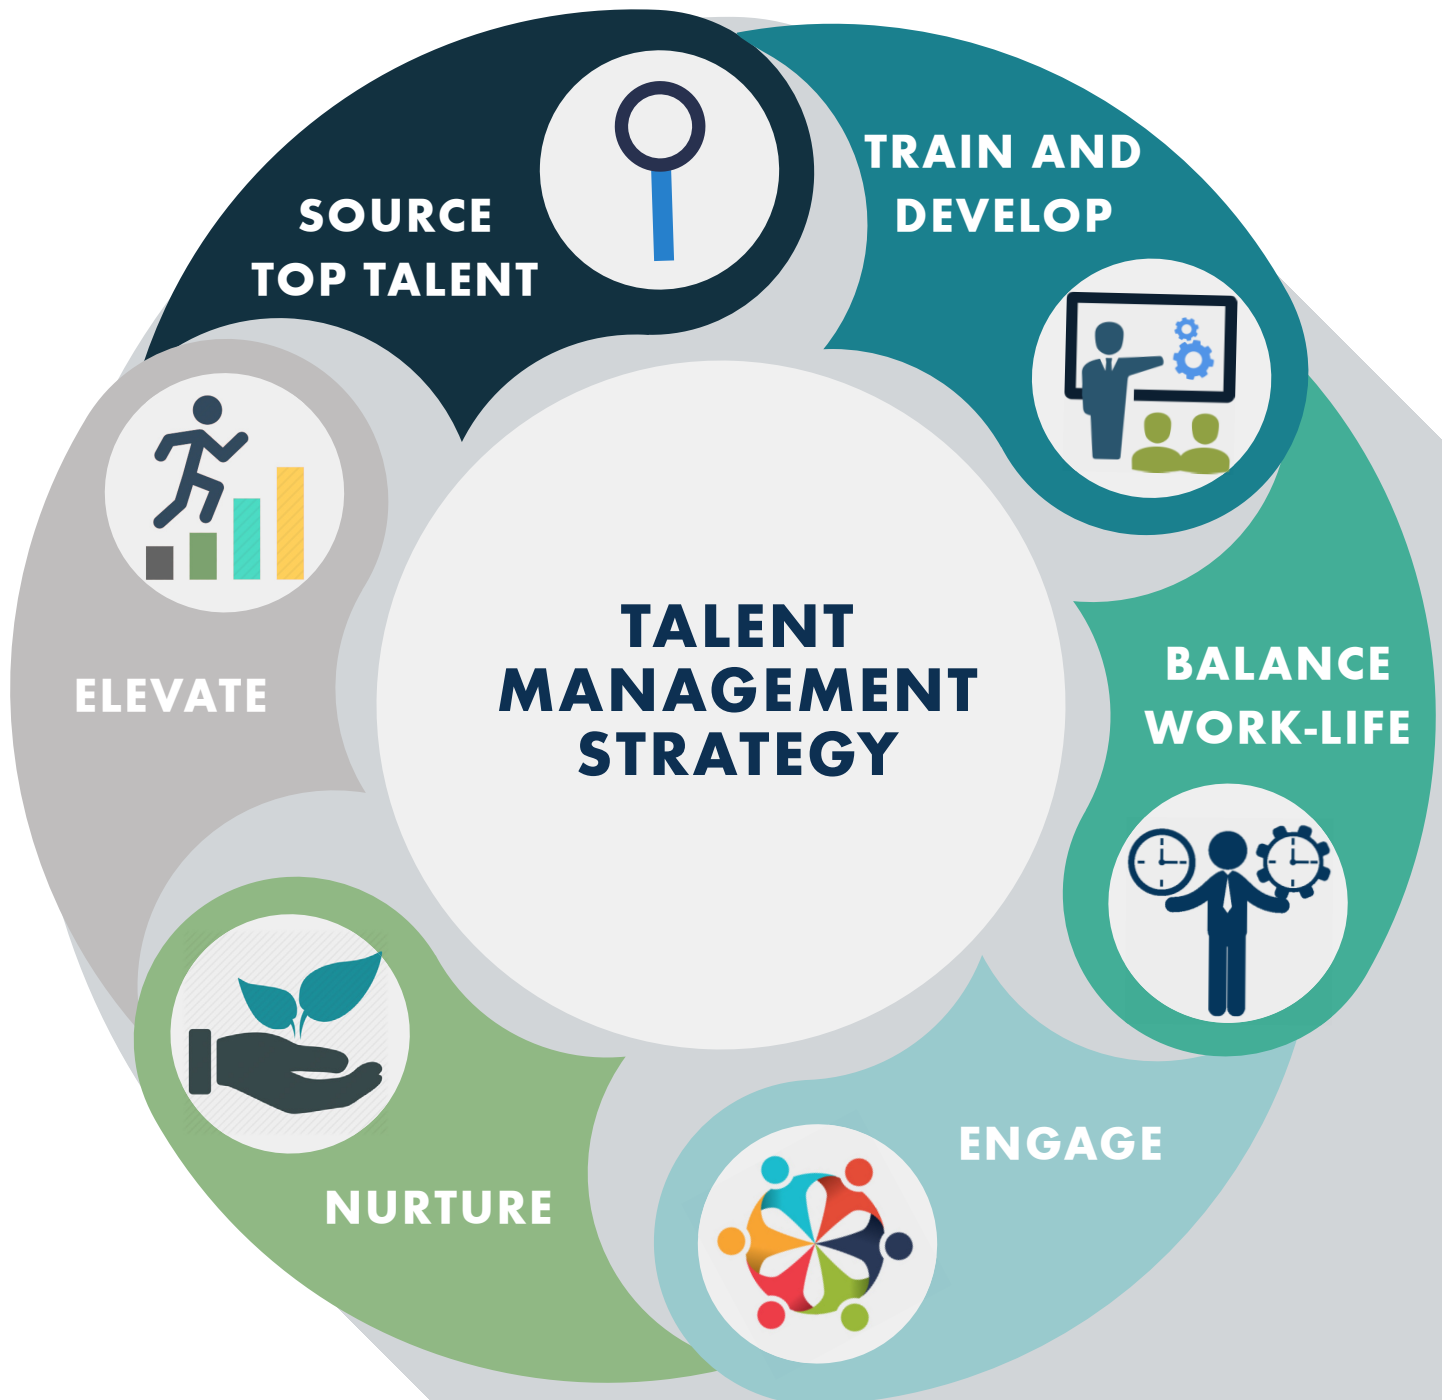 SOURCE
TOP TALENT
TRAIN AND
DEVELOP
BALANCE
WORK-LIFE
ENGAGE
NURTURE
ELEVATE
TALENT
MANAGEMENT
STRATEGY